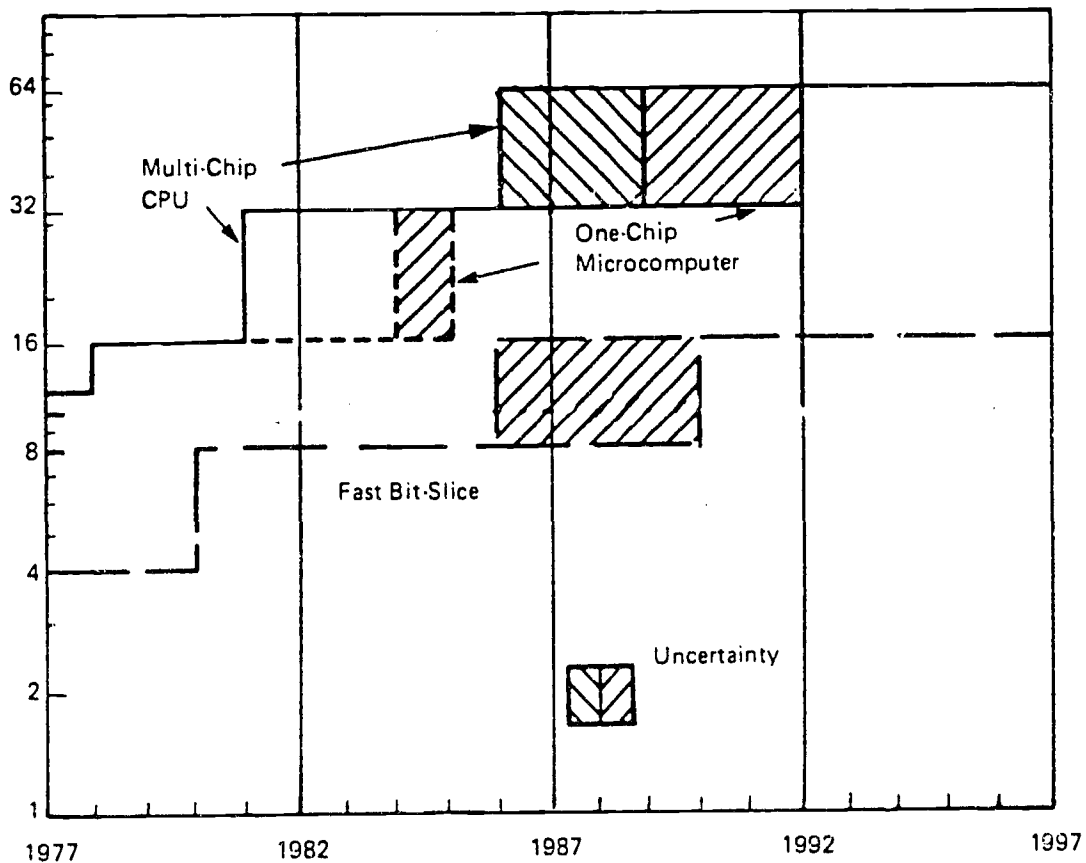 64
Multi-Chip
CPU
32
One-Chip
Microcomputer
16
8
Fast Bit-Slice
4
Uncertainty
2
1
1977
1982
1987
1992
1997